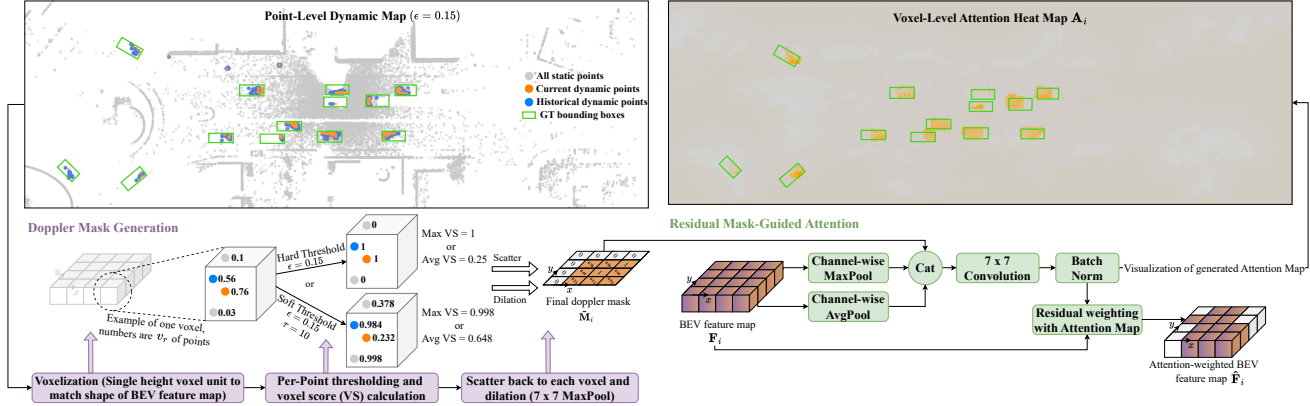 Point-Level Dynamic Map (ϵ = 0.15)
All static points
Current dynamic points
Historical dynamic points
GT bounding boxes
Voxel-Level Attention Heat Map A_i
Doppler Mask Generation
0.1
0.56
0.76
0.03
Example of one voxel,
numbers are v_r of points
Hard Threshold
ϵ = 0.15
or
Soft Threshold
ϵ = 0.15
τ = 10
0
1
1
0
Max VS = 1
or
Avg VS = 0.25
0.378
0.984
0.232
0.998
Max VS = 0.998
or
Avg VS = 0.648
Scatter
Dilation
y
x
Final doppler mask
M̃_i
Voxelization (Single height voxel unit to
match shape of BEV feature map)
Per-Point thresholding and
voxel score (VS) calculation
Scatter back to each voxel and
dilation (7 x 7 MaxPool)
Residual Mask-Guided Attention
y
x
BEV feature map
F_i
Channel-wise
MaxPool
Channel-wise
AvgPool
Cat
7 x 7
Convolution
Batch
Norm
Visualization of generated Attention Map
Residual weighting
with Attention Map
y
x
Attention-weighted BEV
feature map F̂_i